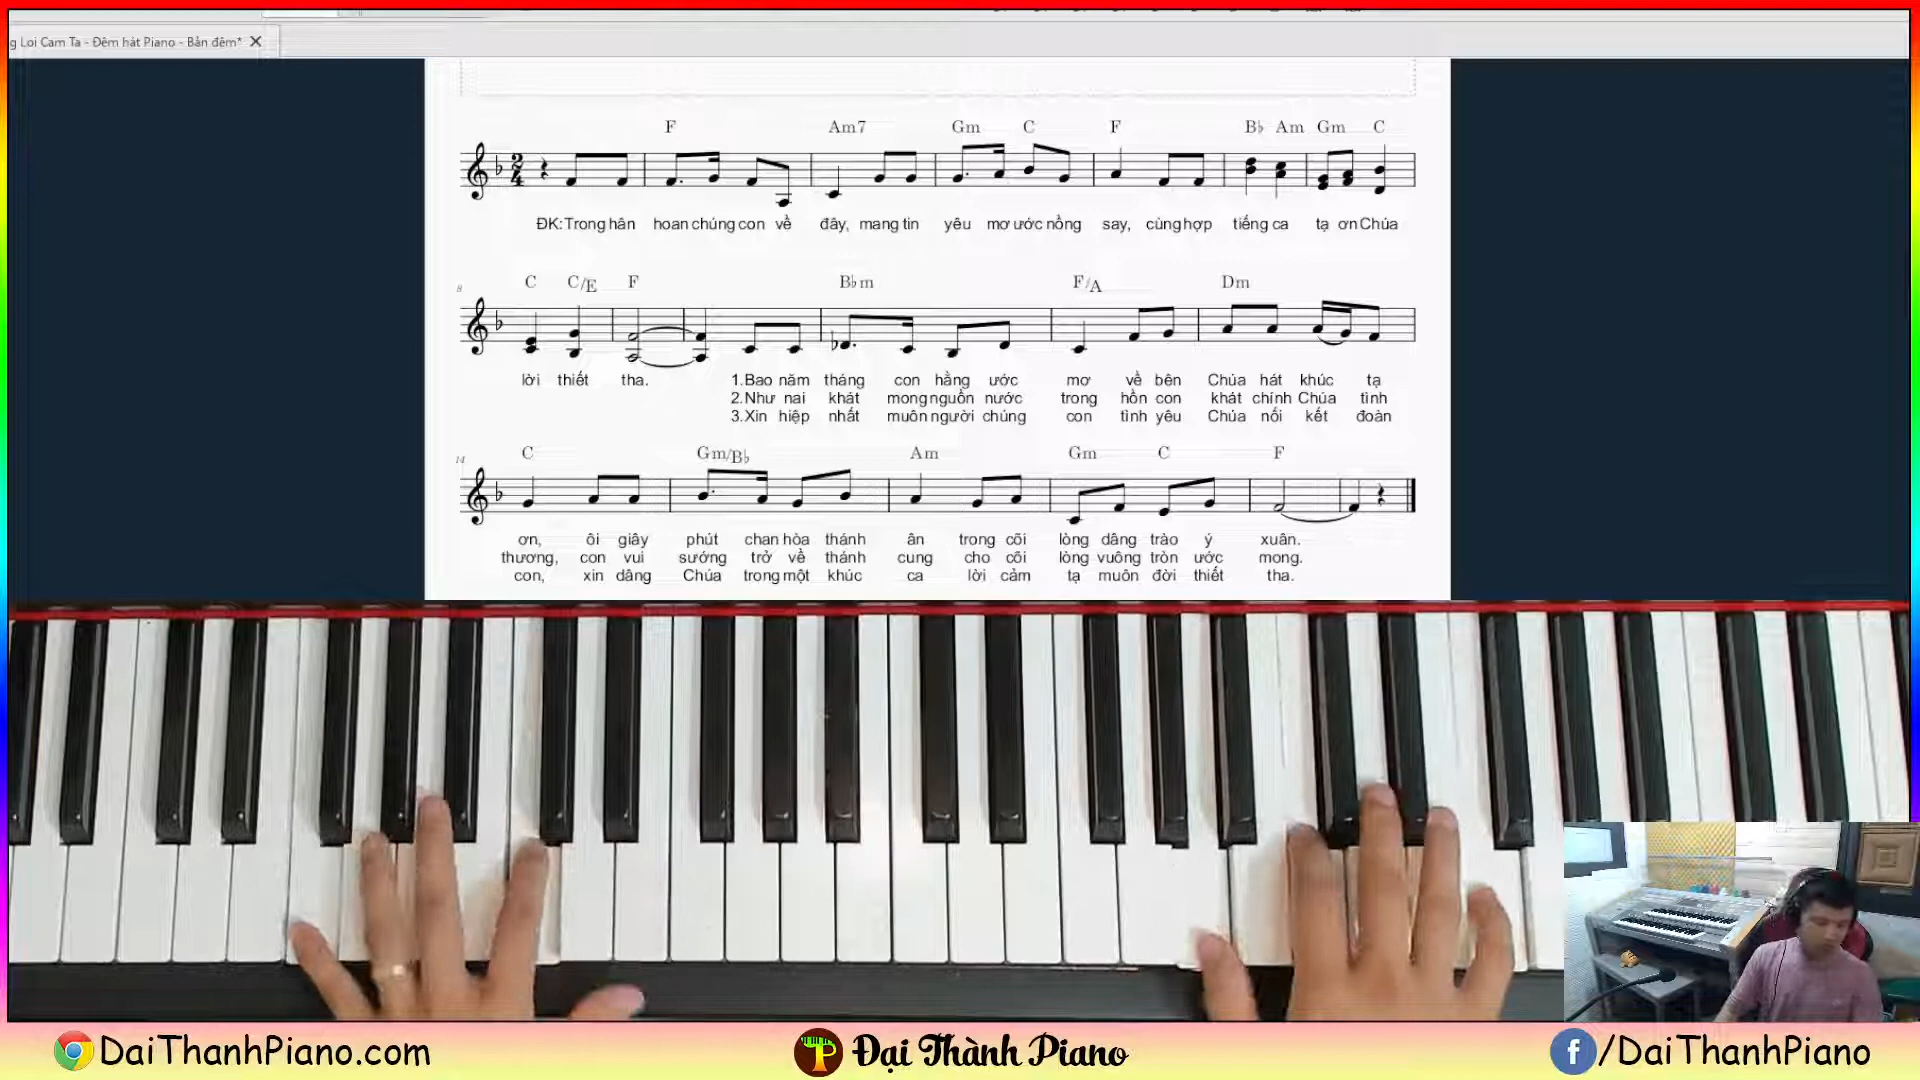 g Loi Cam Ta - Đệm hát Piano - Bản đệm* ✕
F Am7 Gm C F B♭ Am Gm C
2
4
ĐK: Trong hân hoan chúng con về đây, mang tin yêu mơ ước nồng say, cùng hợp tiếng ca tạ ơn Chúa
8
C C/E F B♭m F/A Dm
lời thiết tha. 1.Bao năm tháng con hằng ước mơ về bên Chúa hát khúc tạ
2.Như nai khát mong nguồn nước trong hồn con khát chính Chúa tình
3.Xin hiệp nhất muôn người chúng con tình yêu Chúa nối kết đoàn
14
C Gm/B♭ Am Gm C F
ơn, ôi giây phút chan hòa thánh ân trong cõi lòng dâng trào ý xuân.
thương, con vui sướng trở về thánh cung cho cõi lòng vuông tròn ước mong.
con, xin dâng Chúa trong một khúc ca lời cảm tạ muôn đời thiết tha.
DaiThanhPiano.com
Đại Thành Piano
/DaiThanhPiano